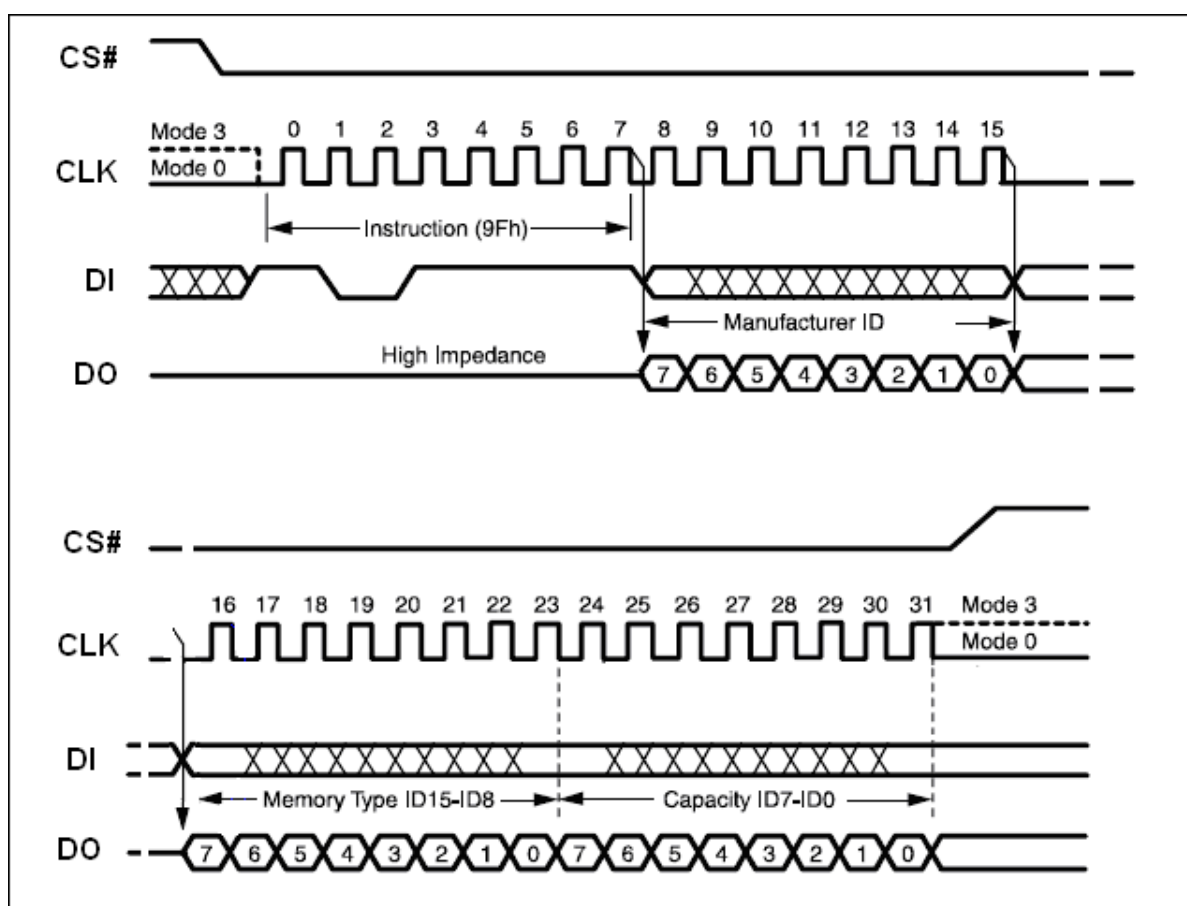 CS#
Mode 3
0 1 2 3 4 5 6 7 8 9 10 11 12 13 14 15
CLK
Mode 0
Instruction (9Fh)
DI
Manufacturer ID
High Impedance
DO
7 6 5 4 3 2 1 0
CS#
16 17 18 19 20 21 22 23 24 25 26 27 28 29 30 31
Mode 3
CLK
Mode 0
DI
Memory Type ID15-ID8
Capacity ID7-ID0
DO
7 6 5 4 3 2 1 0 7 6 5 4 3 2 1 0